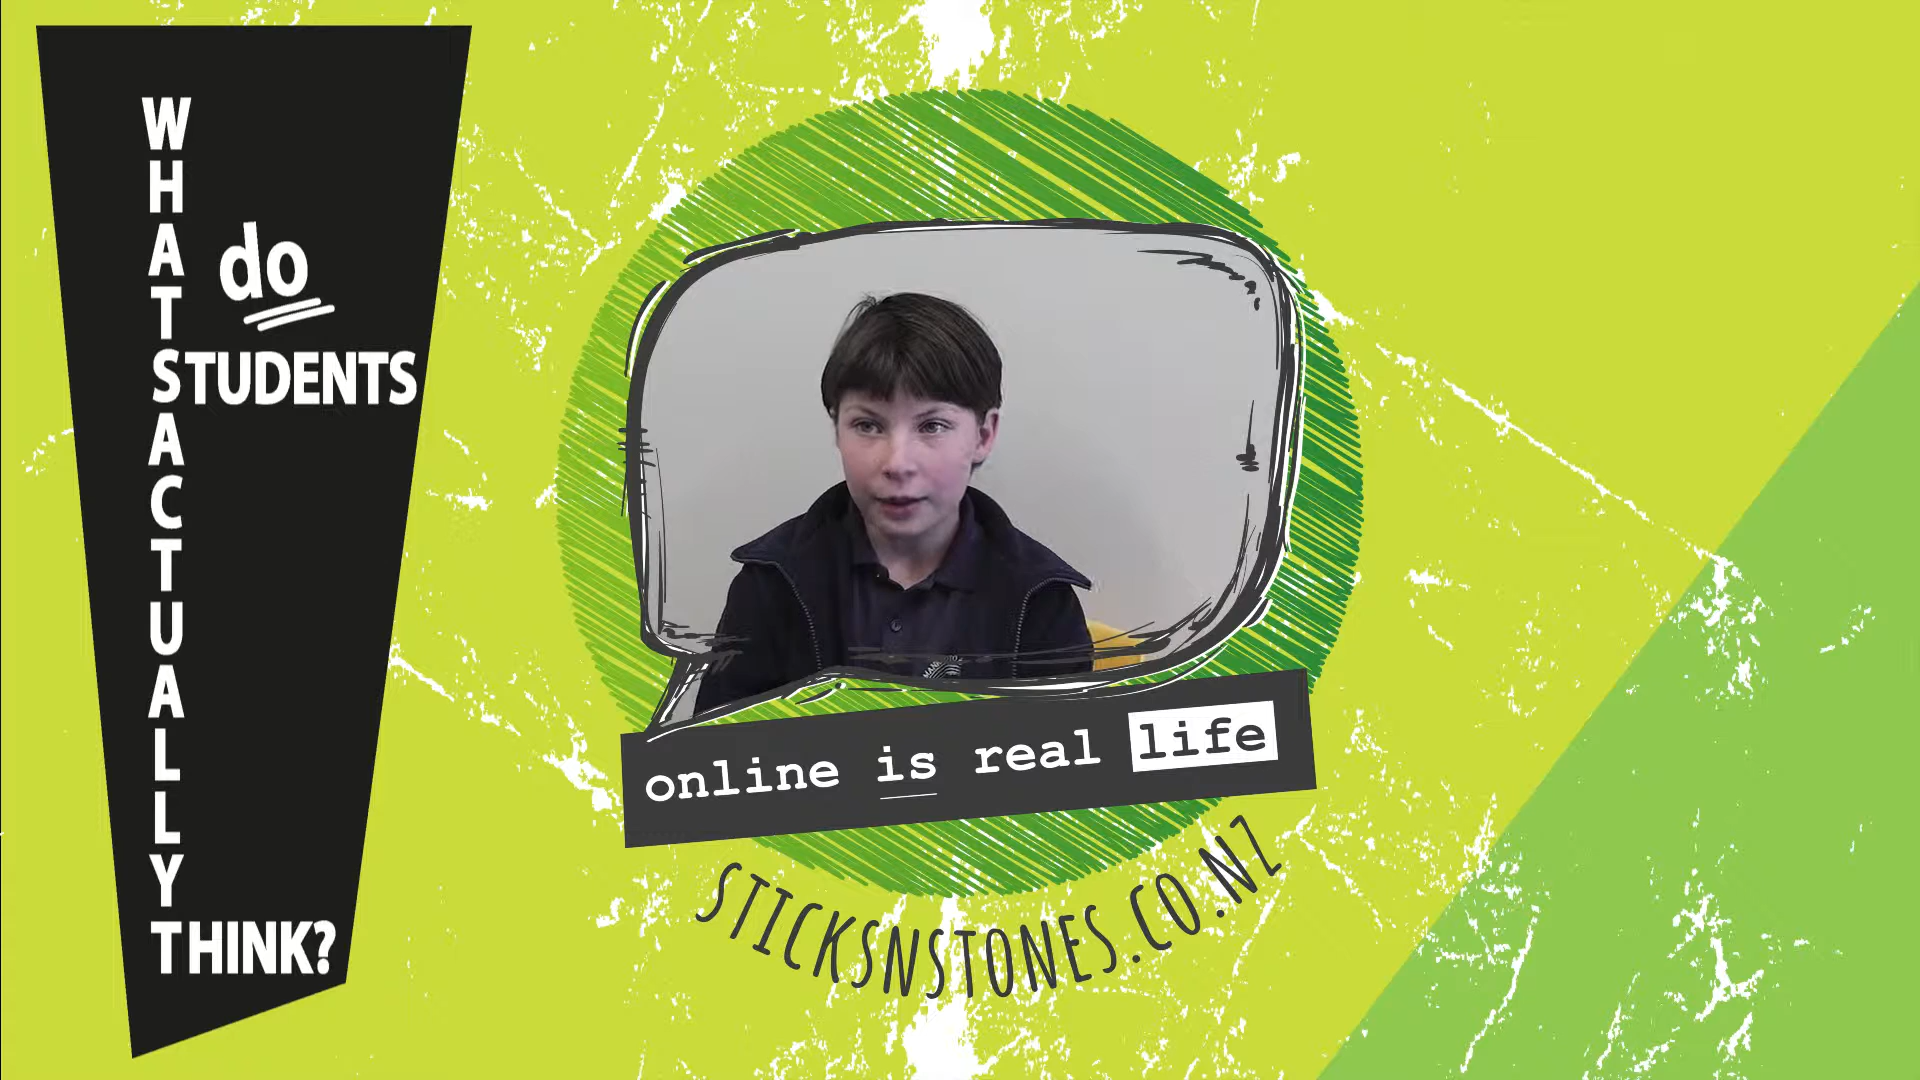 WHAT
do
STUDENTS
ACTUALLY
THINK?
online is real life
STICKSNSTONES.CO.NZ